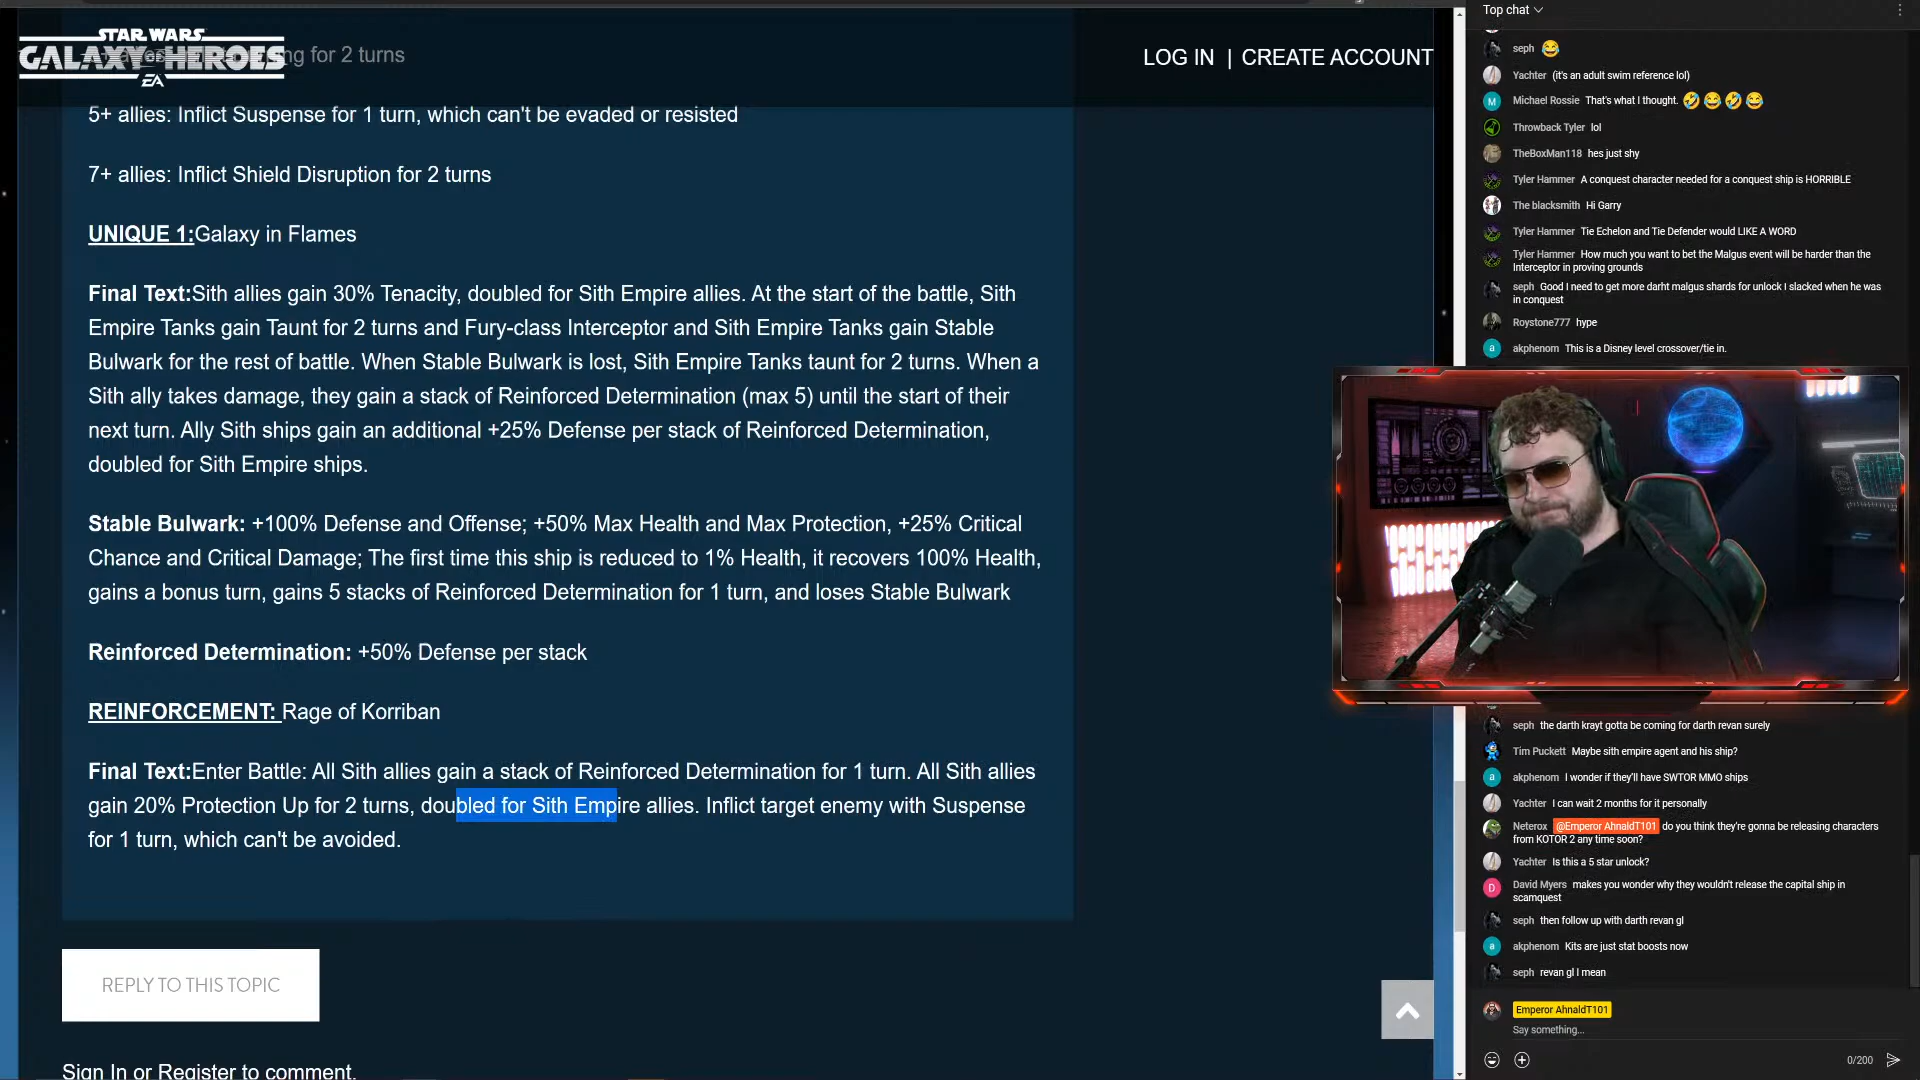 STAR WARS
GALAXY HEROES
EA
ng for 2 turns
LOG IN | CREATE ACCOUNT
5+ allies: Inflict Suspense for 1 turn, which can't be evaded or resisted
7+ allies: Inflict Shield Disruption for 2 turns
UNIQUE 1:Galaxy in Flames
Final Text:Sith allies gain 30% Tenacity, doubled for Sith Empire allies. At the start of the battle, Sith
Empire Tanks gain Taunt for 2 turns and Fury-class Interceptor and Sith Empire Tanks gain Stable
Bulwark for the rest of battle. When Stable Bulwark is lost, Sith Empire Tanks taunt for 2 turns. When a
Sith ally takes damage, they gain a stack of Reinforced Determination (max 5) until the start of their
next turn. Ally Sith ships gain an additional +25% Defense per stack of Reinforced Determination,
doubled for Sith Empire ships.
Stable Bulwark: +100% Defense and Offense; +50% Max Health and Max Protection, +25% Critical
Chance and Critical Damage; The first time this ship is reduced to 1% Health, it recovers 100% Health,
gains a bonus turn, gains 5 stacks of Reinforced Determination for 1 turn, and loses Stable Bulwark
Reinforced Determination: +50% Defense per stack
REINFORCEMENT: Rage of Korriban
Final Text:Enter Battle: All Sith allies gain a stack of Reinforced Determination for 1 turn. All Sith allies
gain 20% Protection Up for 2 turns, doubled for Sith Empire allies. Inflict target enemy with Suspense
for 1 turn, which can't be avoided.
REPLY TO THIS TOPIC
Sign In or Register to comment.
Top chat
seph 😂
Yachter (it's an adult swim reference lol)
M Michael Rossie That's what I thought. 🤣😂🤣😂
Throwback Tyler lol
TheBoxMan118 hes just shy
Tyler Hammer A conquest character needed for a conquest ship is HORRIBLE
The blacksmith Hi Garry
Tyler Hammer Tie Echelon and Tie Defender would LIKE A WORD
Tyler Hammer How much you want to bet the Malgus event will be harder than the
Interceptor in proving grounds
seph Good I need to get more darht malgus shards for unlock I slacked when he was
in conquest
Roystone777 hype
a akphenom This is a Disney level crossover/tie in.
seph the darth krayt gotta be coming for darth revan surely
Tim Puckett Maybe sith empire agent and his ship?
a akphenom I wonder if they'll have SWTOR MMO ships
Yachter I can wait 2 months for it personally
Neterox @Emperor AhnaldT101 do you think they're gonna be releasing characters
from KOTOR 2 any time soon?
Yachter Is this a 5 star unlock?
D David Myers makes you wonder why they wouldn't release the capital ship in
scamquest
seph then follow up with darth revan gl
a akphenom Kits are just stat boosts now
seph revan gl I mean
Emperor AhnaldT101
Say something...
0/200